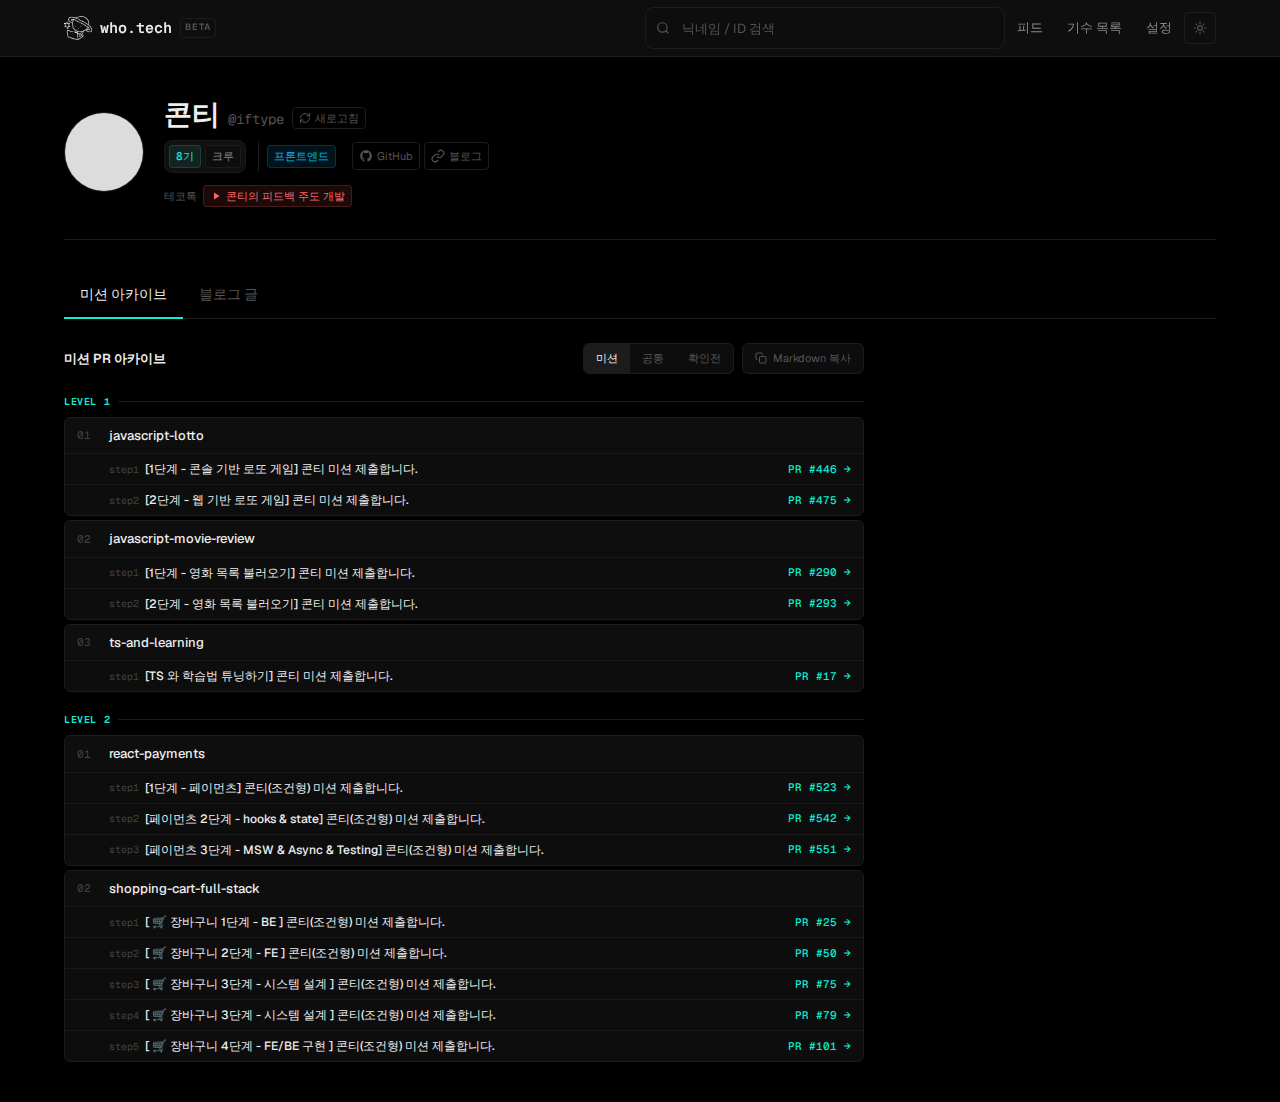 who.tech BETA
닉네임 / ID 검색
피드 기수 목록 설정
콘티 @iftype 새로고침
8기 크루 프론트엔드 GitHub 블로그
테코톡 콘티의 피드백 주도 개발
미션 아카이브 블로그 글
미션 PR 아카이브 미션 공통 확인전 Markdown 복사
LEVEL 1
01 javascript-lotto
step1 [1단계 - 콘솔 기반 로또 게임] 콘티 미션 제출합니다. PR #446 →
step2 [2단계 - 웹 기반 로또 게임] 콘티 미션 제출합니다. PR #475 →
02 javascript-movie-review
step1 [1단계 - 영화 목록 불러오기] 콘티 미션 제출합니다. PR #290 →
step2 [2단계 - 영화 목록 불러오기] 콘티 미션 제출합니다. PR #293 →
03 ts-and-learning
step1 [TS 와 학습법 튜닝하기] 콘티 미션 제출합니다. PR #17 →
LEVEL 2
01 react-payments
step1 [1단계 - 페이먼츠] 콘티(조건형) 미션 제출합니다. PR #523 →
step2 [페이먼츠 2단계 - hooks & state] 콘티(조건형) 미션 제출합니다. PR #542 →
step3 [페이먼츠 3단계 - MSW & Async & Testing] 콘티(조건형) 미션 제출합니다. PR #551 →
02 shopping-cart-full-stack
step1 [ 🛒 장바구니 1단계 - BE ] 콘티(조건형) 미션 제출합니다. PR #25 →
step2 [ 🛒 장바구니 2단계 - FE ] 콘티(조건형) 미션 제출합니다. PR #50 →
step3 [ 🛒 장바구니 3단계 - 시스템 설계 ] 콘티(조건형) 미션 제출합니다. PR #75 →
step4 [ 🛒 장바구니 3단계 - 시스템 설계 ] 콘티(조건형) 미션 제출합니다. PR #79 →
step5 [ 🛒 장바구니 4단계 - FE/BE 구현 ] 콘티(조건형) 미션 제출합니다. PR #101 →